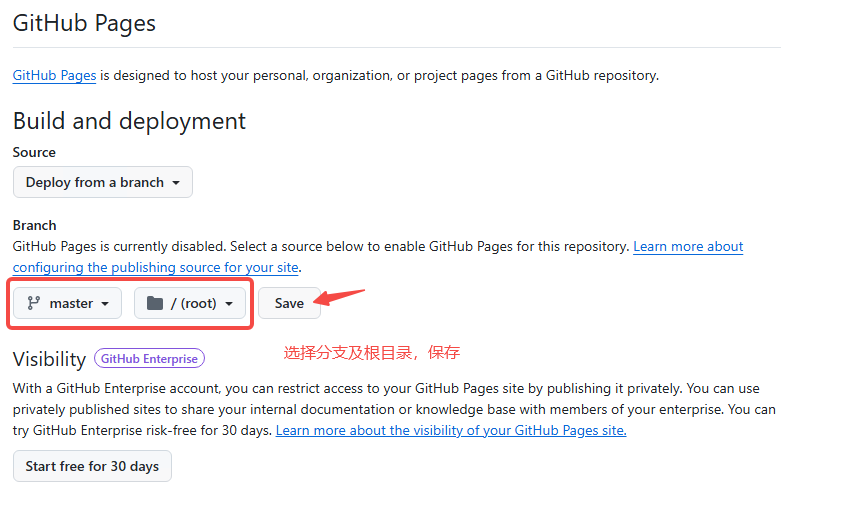 GitHub Pages
GitHub Pages is designed to host your personal, organization, or project pages from a GitHub repository.
Build and deployment
Source
Deploy from a branch
Branch
GitHub Pages is currently disabled. Select a source below to enable GitHub Pages for this repository. Learn more about
configuring the publishing source for your site.
master / (root) Save
选择分支及根目录，保存
Visibility GitHub Enterprise
With a GitHub Enterprise account, you can restrict access to your GitHub Pages site by publishing it privately. You can use
privately published sites to share your internal documentation or knowledge base with members of your enterprise. You can
try GitHub Enterprise risk-free for 30 days. Learn more about the visibility of your GitHub Pages site.
Start free for 30 days